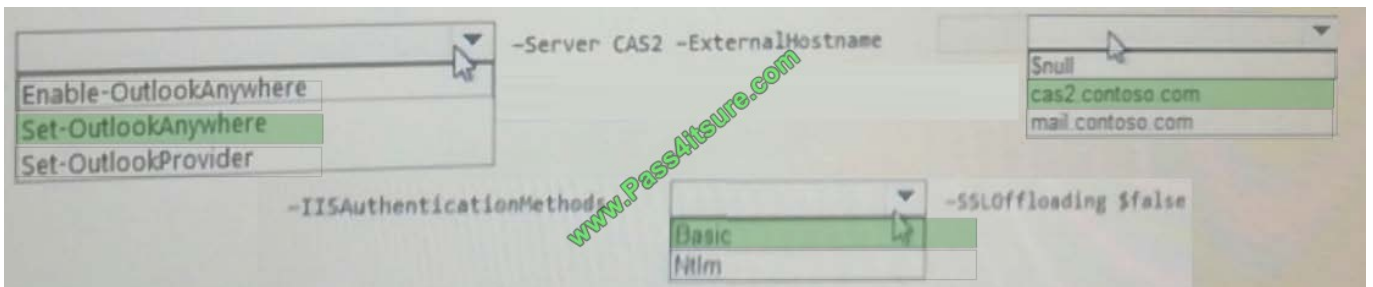 -Server CAS2 -ExternalHostname
$null
Enable-OutlookAnywhere
cas2.contoso.com
Set-OutlookAnywhere
mail.contoso.com
Set-OutlookProvider
-IISAuthenticationMethods
-SSLOffloading $false
Basic
Ntlm
www.Pass4itsure.com